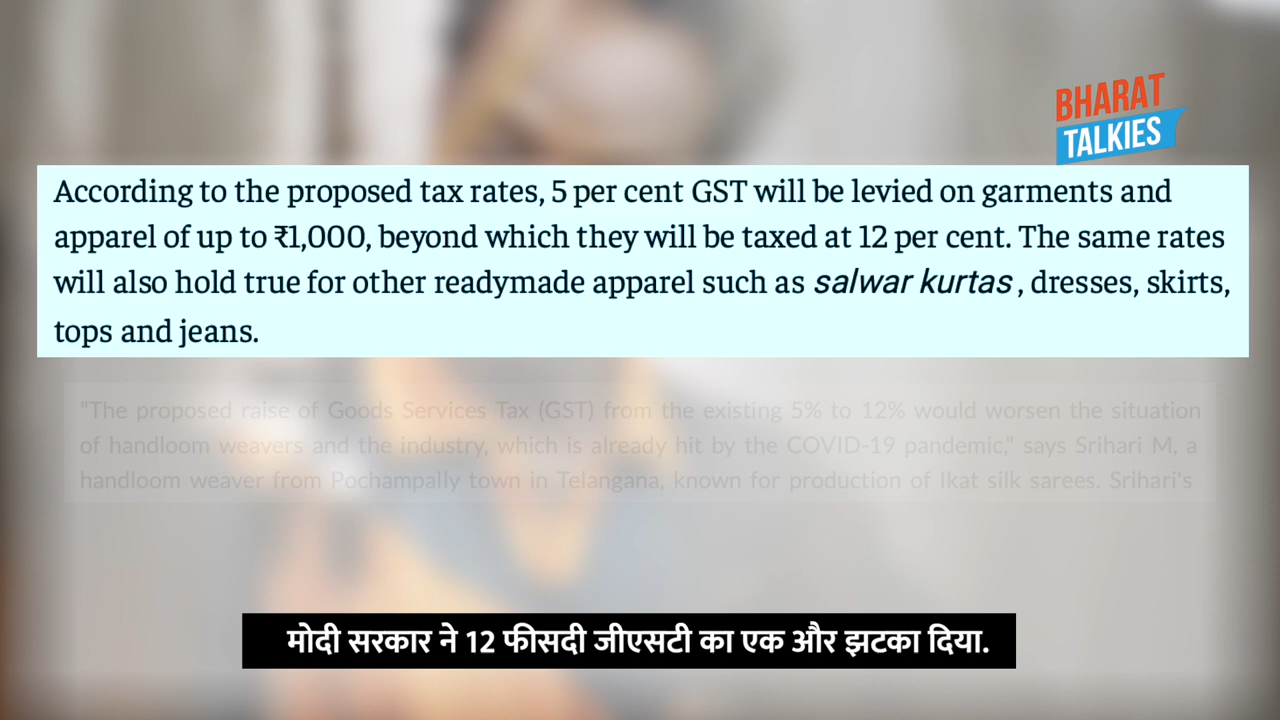 BHARAT
TALKIES
According to the proposed tax rates, 5 per cent GST will be levied on garments and
apparel of up to ₹1,000, beyond which they will be taxed at 12 per cent. The same rates
will also hold true for other readymade apparel such as salwar kurtas , dresses, skirts,
tops and jeans.
"The proposed raise of Goods Services Tax (GST) from the existing 5% to 12% would worsen the situation
of handloom weavers and the industry, which is already hit by the COVID-19 pandemic," says Srihari M, a
handloom weaver from Pochampally town in Telangana, known for production of Ikat silk sarees. Srihari's
मोदी सरकार ने 12 फीसदी जीएसटी का एक और झटका दिया.